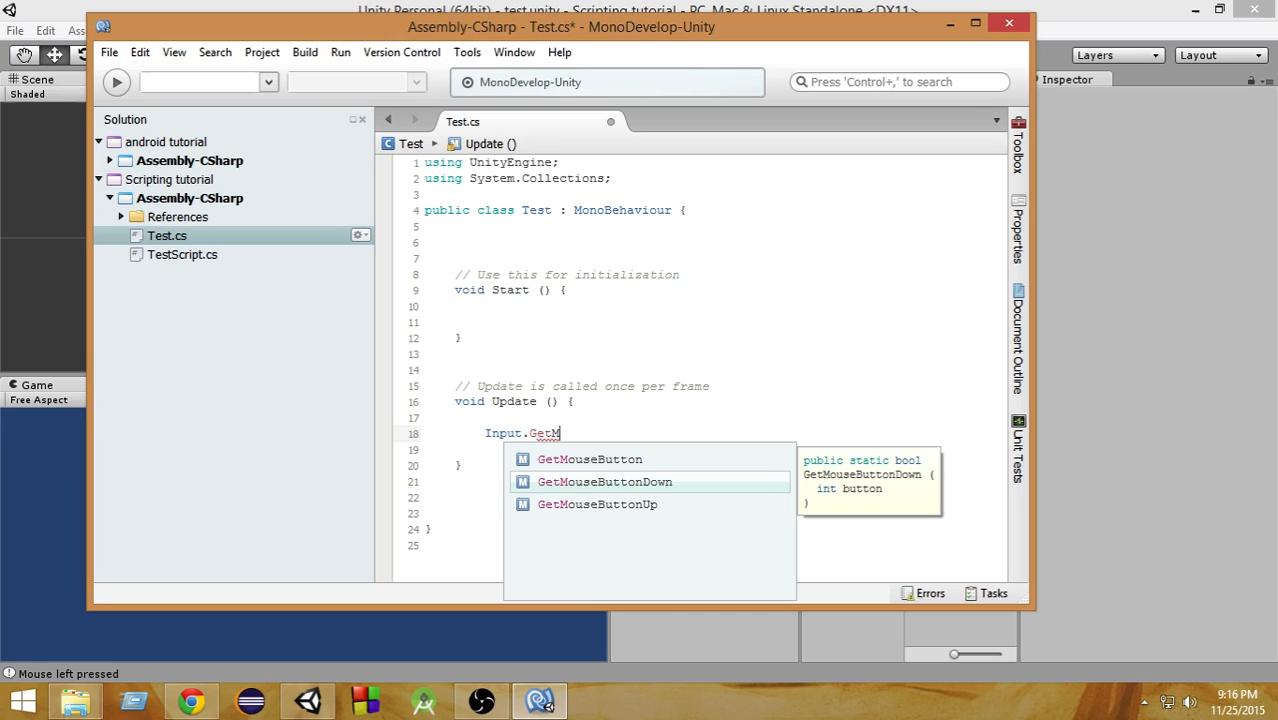 Unity Personal (64bit) - test.unity - Scripting tutorial - PC, Mac & Linux Standalone <DX11>
File Edit Ass
Assembly-CSharp - Test.cs* - MonoDevelop-Unity
File Edit View Search Project Build Run Version Control Tools Window Help
MonoDevelop-Unity
Press 'Control+,' to search
Layers
Layout
Scene
Shaded
Inspector
Game
Free Aspect
Solution
android tutorial
Assembly-CSharp
Scripting tutorial
Assembly-CSharp
References
Test.cs
TestScript.cs
Test.cs
Test Update ()
1 using UnityEngine;
2 using System.Collections;
3
4 public class Test : MonoBehaviour {
5
6
7
8 // Use this for initialization
9 void Start () {
10
11
12 }
13
14
15 // Update is called once per frame
16 void Update () {
17
18 Input.GetM
19
20 }
21
22
23
24 }
25
GetMouseButton
GetMouseButtonDown
GetMouseButtonUp
public static bool
GetMouseButtonDown (
int button
)
Toolbox
Properties
Document Outline
Unit Tests
Errors
Tasks
Mouse left pressed
9:16 PM
11/25/2015